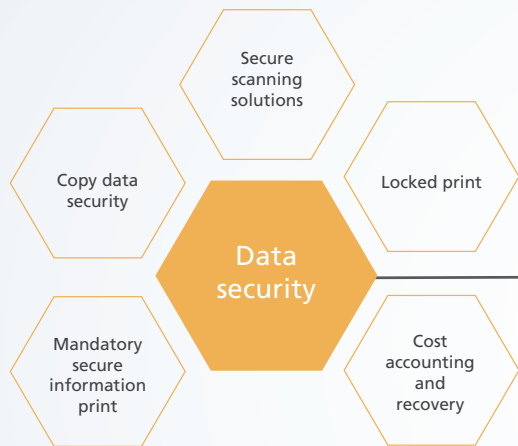 Secure
scanning
solutions
Copy data
security
Locked print
Data
security
Mandatory
secure
information
print
Cost
accounting
and
recovery